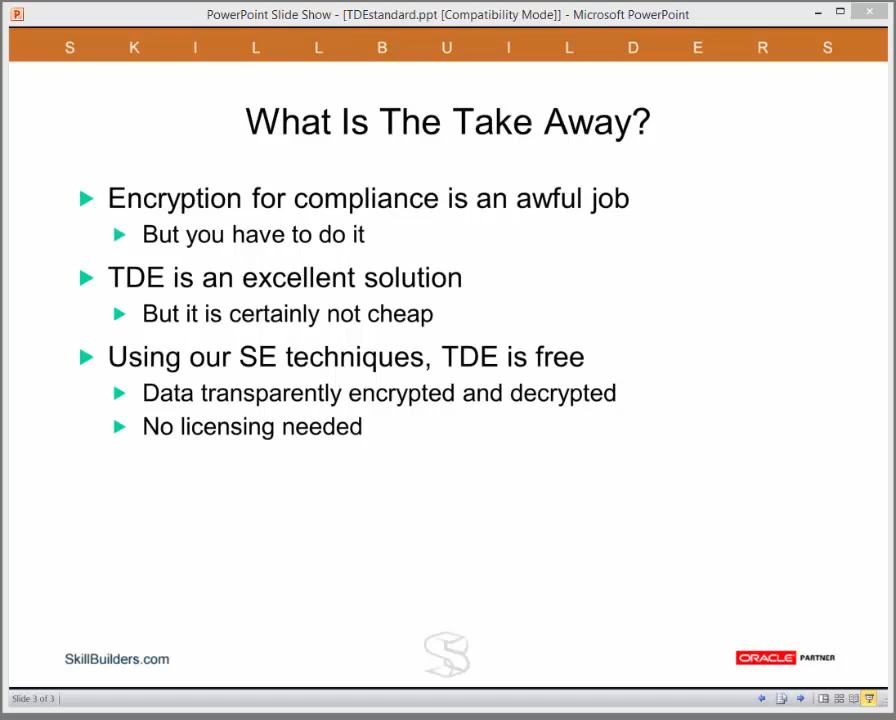 PowerPoint Slide Show - [TDEstandard.ppt [Compatibility Mode]] - Microsoft PowerPoint
S K I L L B U I L D E R S
What Is The Take Away?
Encryption for compliance is an awful job
But you have to do it
TDE is an excellent solution
But it is certainly not cheap
Using our SE techniques, TDE is free
Data transparently encrypted and decrypted
No licensing needed
SkillBuilders.com
ORACLE PARTNER
Slide 3 of 3